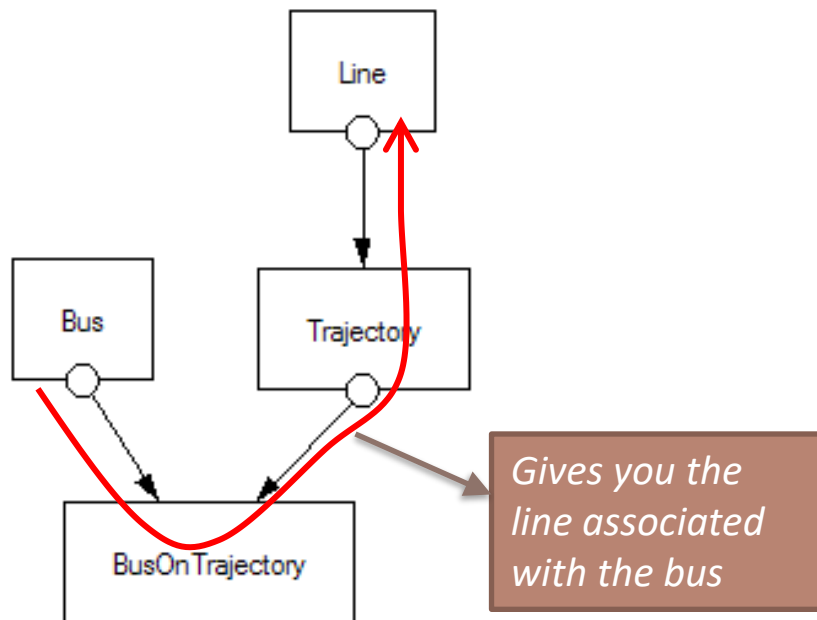 Line
Bus
Trajectory
BusOnTrajectory
Gives you the
line associated
with the bus